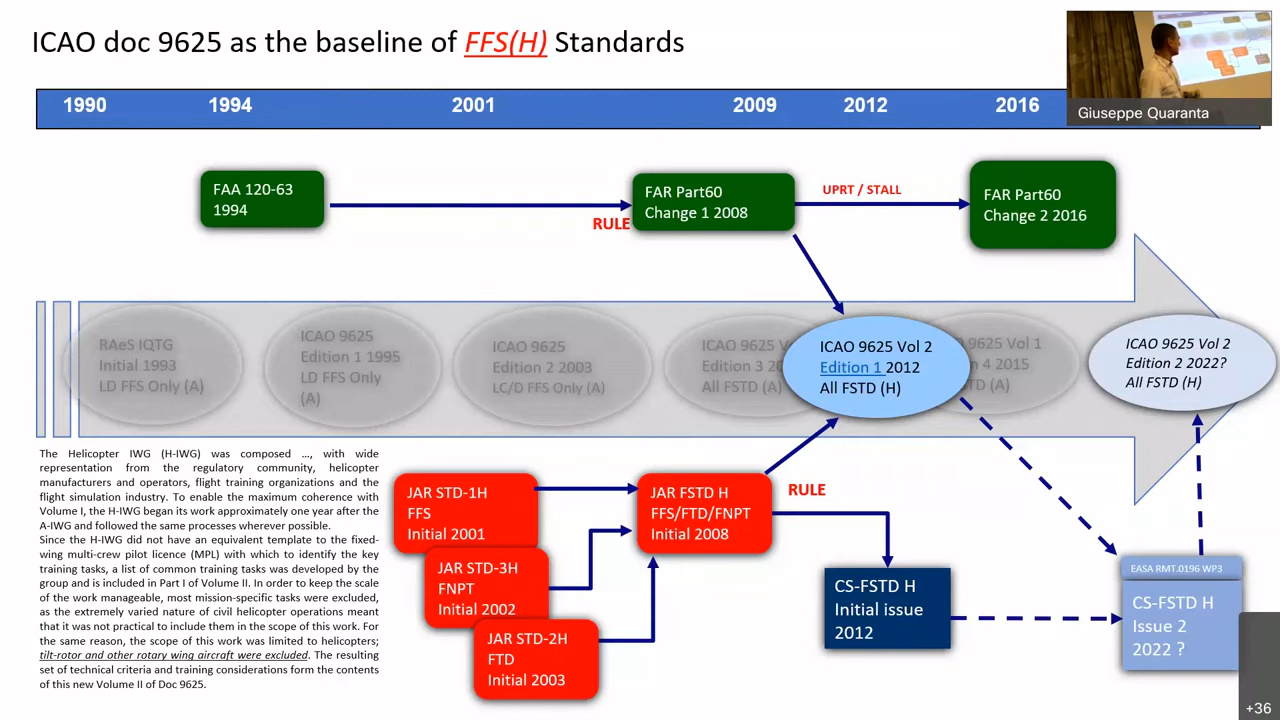 ICAO doc 9625 as the baseline of FFS(H) Standards
1990 1994 2001 2009 2012 2016
Giuseppe Quaranta
FAA 120-63
1994
RULE
FAR Part60
Change 1 2008
UPRT / STALL
FAR Part60
Change 2 2016
RAeS IQTG
Initial 1993
LD FFS Only (A)
ICAO 9625
Edition 1 1995
LD FFS Only
(A)
ICAO 9625
Edition 2 2003
LC/D FFS Only (A)
ICAO 9625
Edition 3
All FSTD (A)
ICAO 9625 Vol 2
Edition 1 2012
All FSTD (H)
9625 Vol 1
4 2015
(A)
ICAO 9625 Vol 2
Edition 2 2022?
All FSTD (H)
The Helicopter IWG (H-IWG) was composed ..., with wide
representation from the regulatory community, helicopter
manufacturers and operators, flight training organizations and the
flight simulation industry. To enable the maximum coherence with
Volume I, the H-IWG began its work approximately one year after the
A-IWG and followed the same processes wherever possible.
Since the H-IWG did not have an equivalent template to the fixed-
wing multi-crew pilot licence (MPL) with which to identify the key
training tasks, a list of common training tasks was developed by the
group and is included in Part I of Volume II. In order to keep the scale
of the work manageable, most mission-specific tasks were excluded,
as the extremely varied nature of civil helicopter operations meant
that it was not practical to include them in the scope of this work. For
the same reason, the scope of this work was limited to helicopters;
tilt-rotor and other rotary wing aircraft were excluded. The resulting
set of technical criteria and training considerations form the contents
of this new Volume II of Doc 9625.
JAR STD-1H
FFS
Initial 2001
JAR STD-3H
FNPT
Initial 2002
JAR STD-2H
FTD
Initial 2003
JAR FSTD H
FFS/FTD/FNPT
Initial 2008
RULE
CS-FSTD H
Initial issue
2012
EASA RMT.0196 WP3
CS-FSTD H
Issue 2
2022 ?
+36